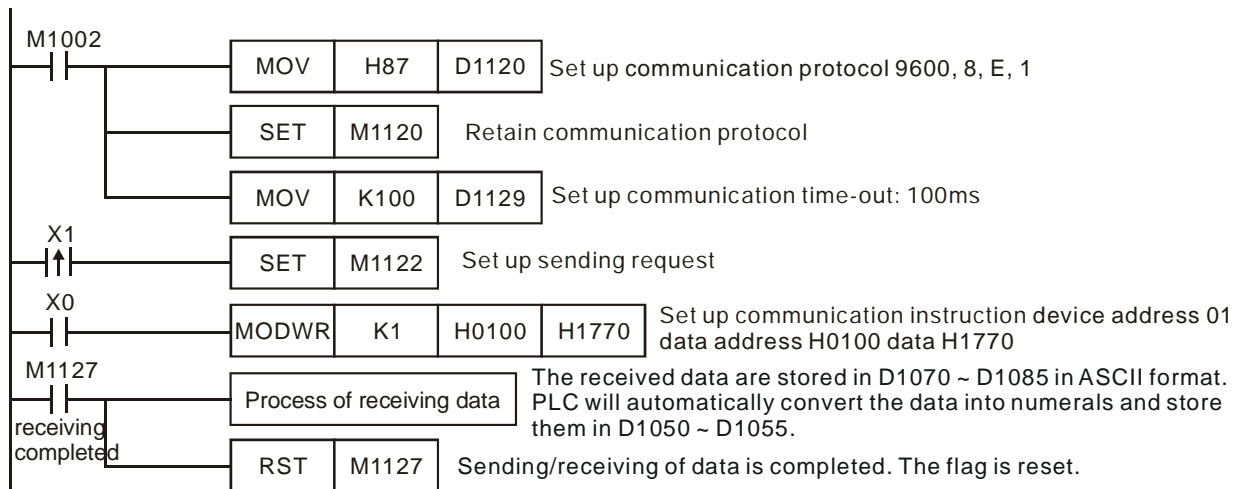 M1002
MOV H87 D1120 Set up communication protocol 9600, 8, E, 1
SET M1120 Retain communication protocol
MOV K100 D1129 Set up communication time-out: 100ms
X1
SET M1122 Set up sending request
X0
MODWR K1 H0100 H1770 Set up communication instruction device address 01
data address H0100 data H1770
M1127
receiving
completed
Process of receiving data
The received data are stored in D1070 ~ D1085 in ASCII format.
PLC will automatically convert the data into numerals and store
them in D1050 ~ D1055.
RST M1127 Sending/receiving of data is completed. The flag is reset.